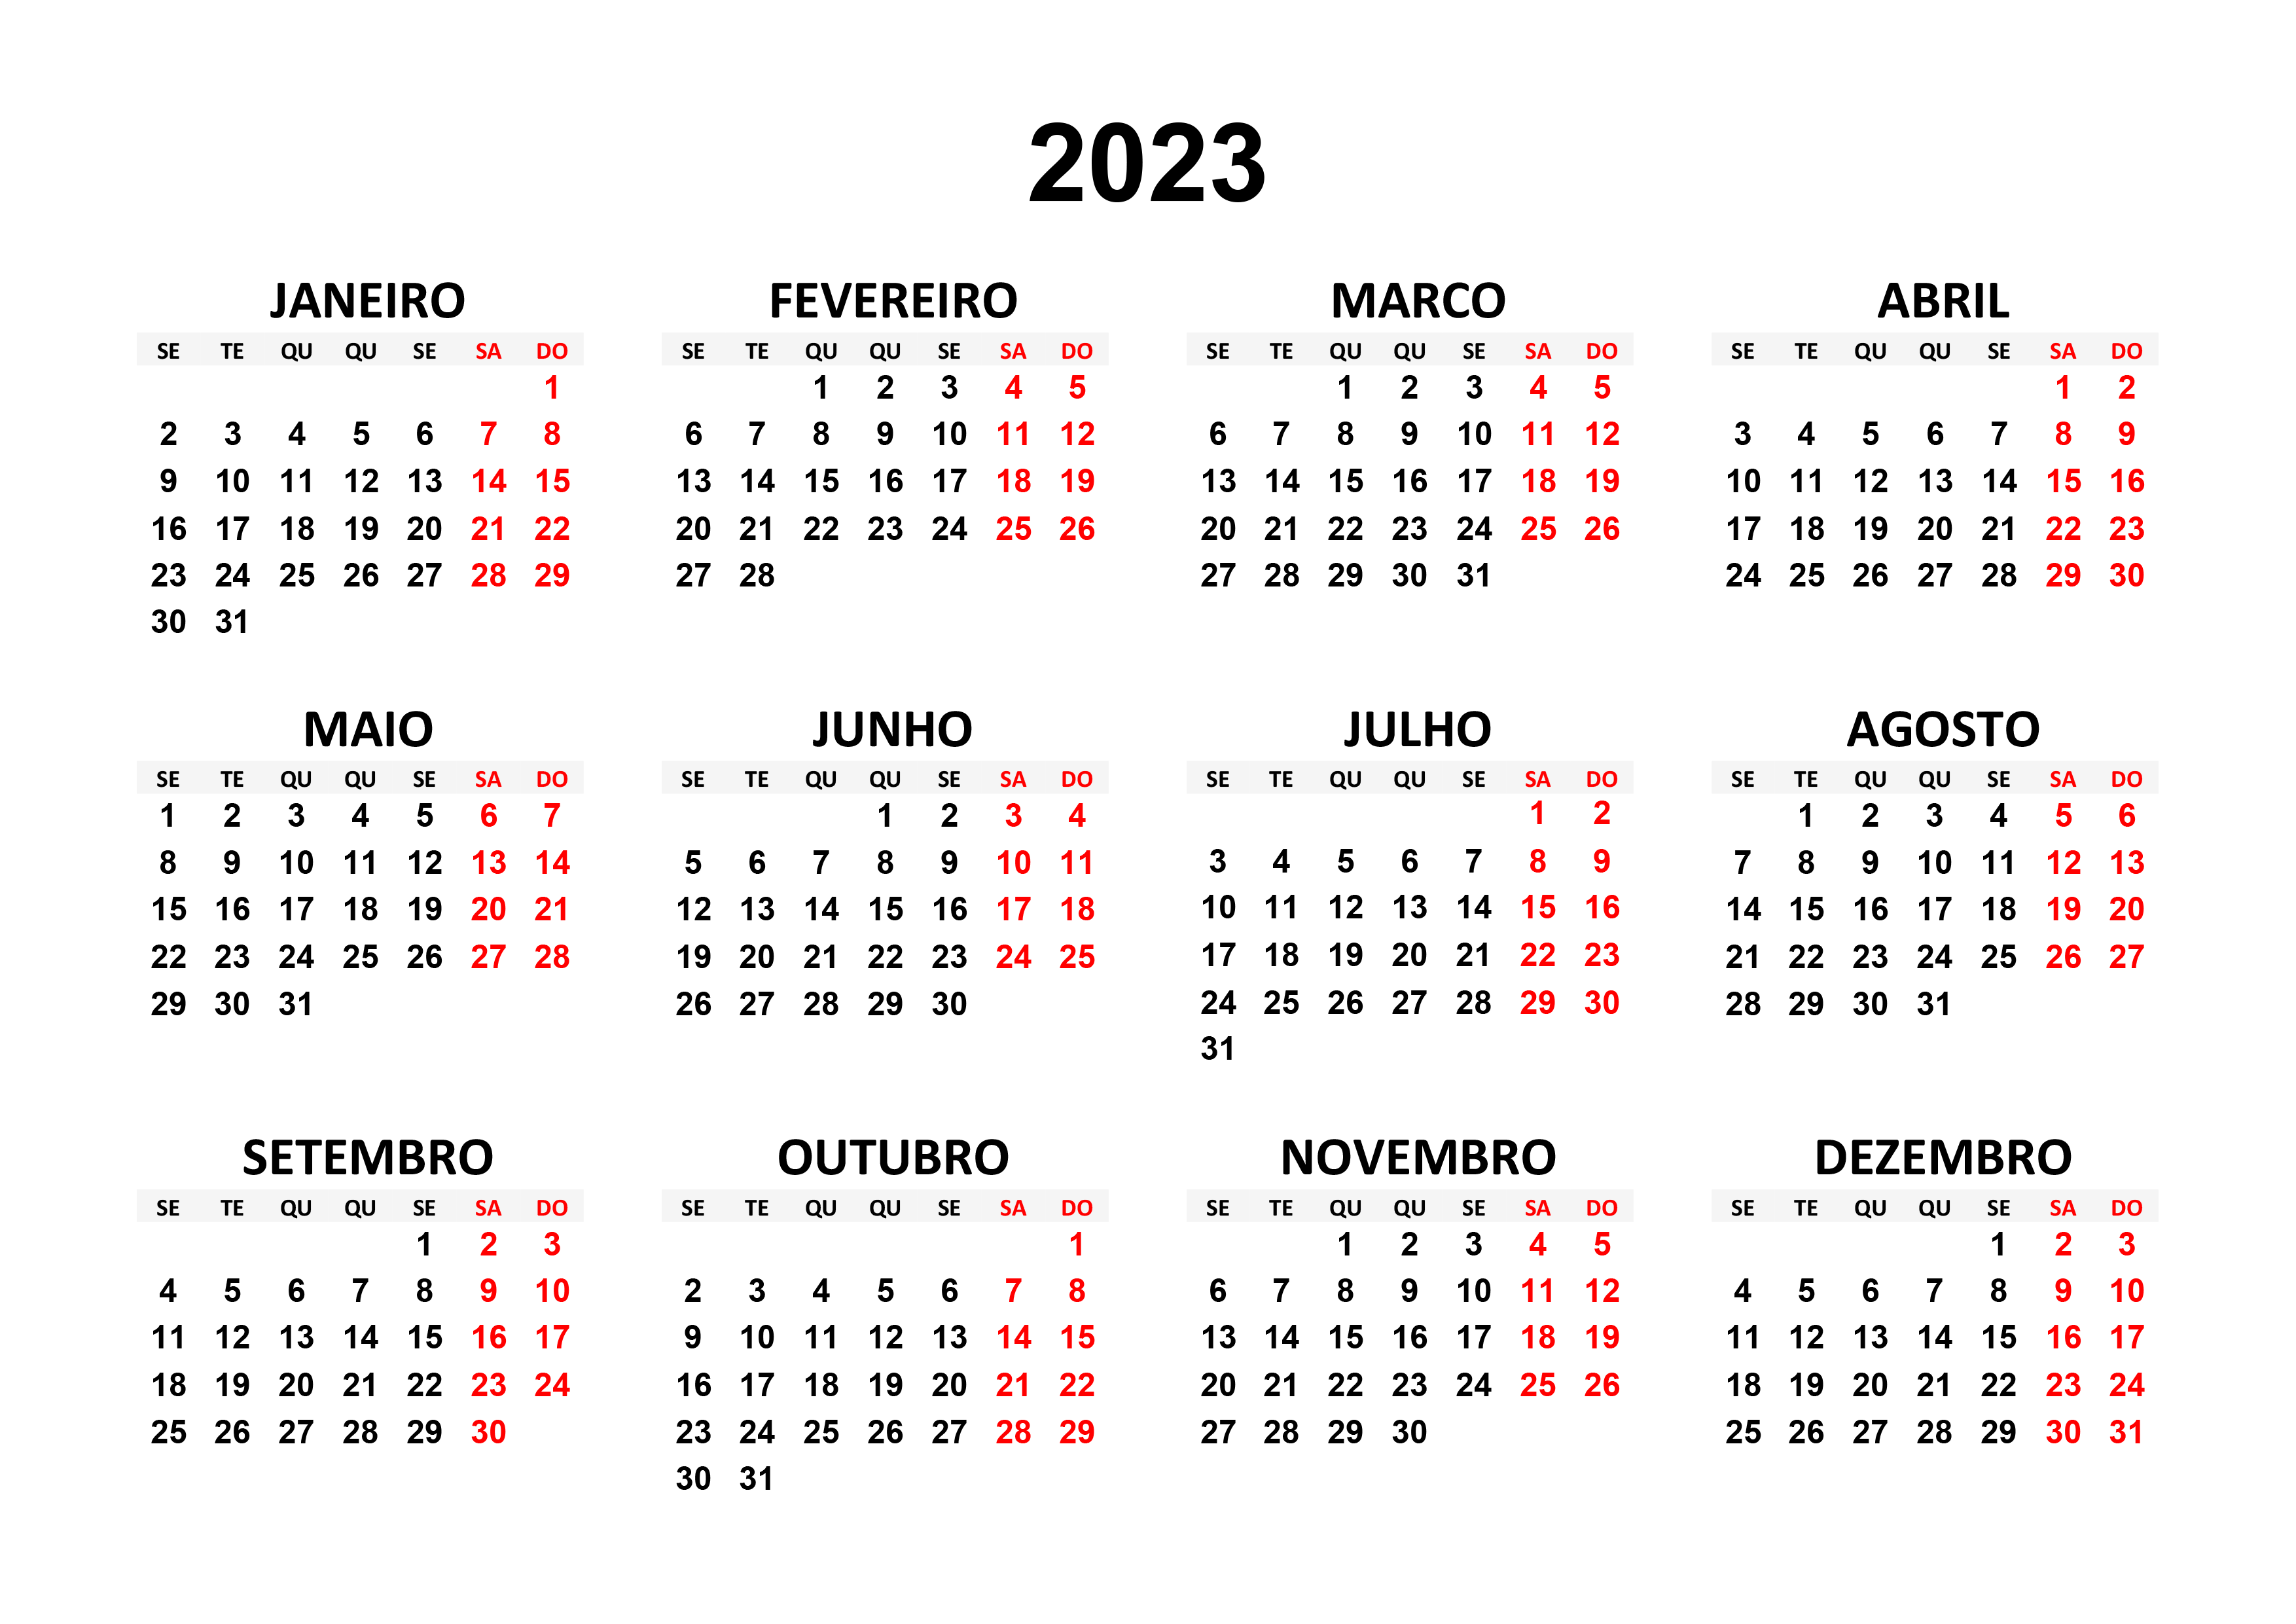 2023
JANEIRO
SE TE QU QU SE SA DO
1
2 3 4 5 6 7 8
9 10 11 12 13 14 15
16 17 18 19 20 21 22
23 24 25 26 27 28 29
30 31
FEVEREIRO
SE TE QU QU SE SA DO
1 2 3 4 5
6 7 8 9 10 11 12
13 14 15 16 17 18 19
20 21 22 23 24 25 26
27 28
MARCO
SE TE QU QU SE SA DO
1 2 3 4 5
6 7 8 9 10 11 12
13 14 15 16 17 18 19
20 21 22 23 24 25 26
27 28 29 30 31
ABRIL
SE TE QU QU SE SA DO
1 2
3 4 5 6 7 8 9
10 11 12 13 14 15 16
17 18 19 20 21 22 23
24 25 26 27 28 29 30
MAIO
SE TE QU QU SE SA DO
1 2 3 4 5 6 7
8 9 10 11 12 13 14
15 16 17 18 19 20 21
22 23 24 25 26 27 28
29 30 31
JUNHO
SE TE QU QU SE SA DO
1 2 3 4
5 6 7 8 9 10 11
12 13 14 15 16 17 18
19 20 21 22 23 24 25
26 27 28 29 30
JULHO
SE TE QU QU SE SA DO
1 2
3 4 5 6 7 8 9
10 11 12 13 14 15 16
17 18 19 20 21 22 23
24 25 26 27 28 29 30
31
AGOSTO
SE TE QU QU SE SA DO
1 2 3 4 5 6
7 8 9 10 11 12 13
14 15 16 17 18 19 20
21 22 23 24 25 26 27
28 29 30 31
SETEMBRO
SE TE QU QU SE SA DO
1 2 3
4 5 6 7 8 9 10
11 12 13 14 15 16 17
18 19 20 21 22 23 24
25 26 27 28 29 30
OUTUBRO
SE TE QU QU SE SA DO
1
2 3 4 5 6 7 8
9 10 11 12 13 14 15
16 17 18 19 20 21 22
23 24 25 26 27 28 29
30 31
NOVEMBRO
SE TE QU QU SE SA DO
1 2 3 4 5
6 7 8 9 10 11 12
13 14 15 16 17 18 19
20 21 22 23 24 25 26
27 28 29 30
DEZEMBRO
SE TE QU QU SE SA DO
1 2 3
4 5 6 7 8 9 10
11 12 13 14 15 16 17
18 19 20 21 22 23 24
25 26 27 28 29 30 31